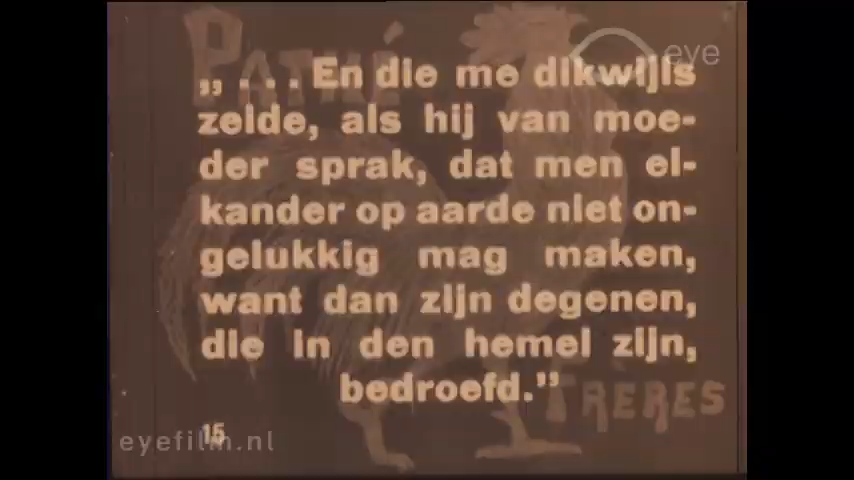 PATHÉ
eye
„... En die me dikwijls
zeide, als hij van moe-
der sprak, dat men el-
kander op aarde niet on-
gelukkig mag maken,
want dan zijn degenen,
die in den hemel zijn,
bedroefd.”
FRÈRES
15
eyefilm.nl